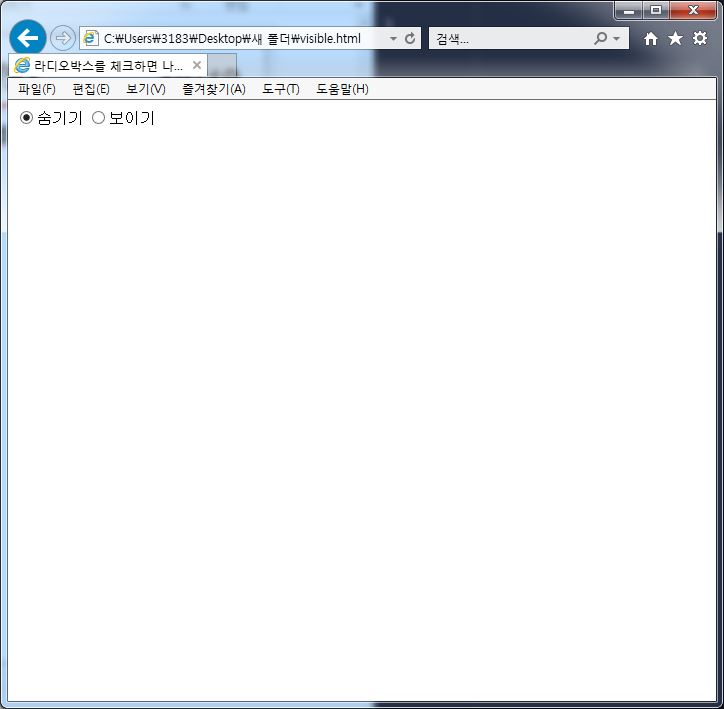 C:₩Users₩3183₩Desktop₩새 폴더₩visible.html
검색...
라디오박스를 체크하면 나...
파일(F) 편집(E) 보기(V) 즐겨찾기(A) 도구(T) 도움말(H)
숨기기 보이기